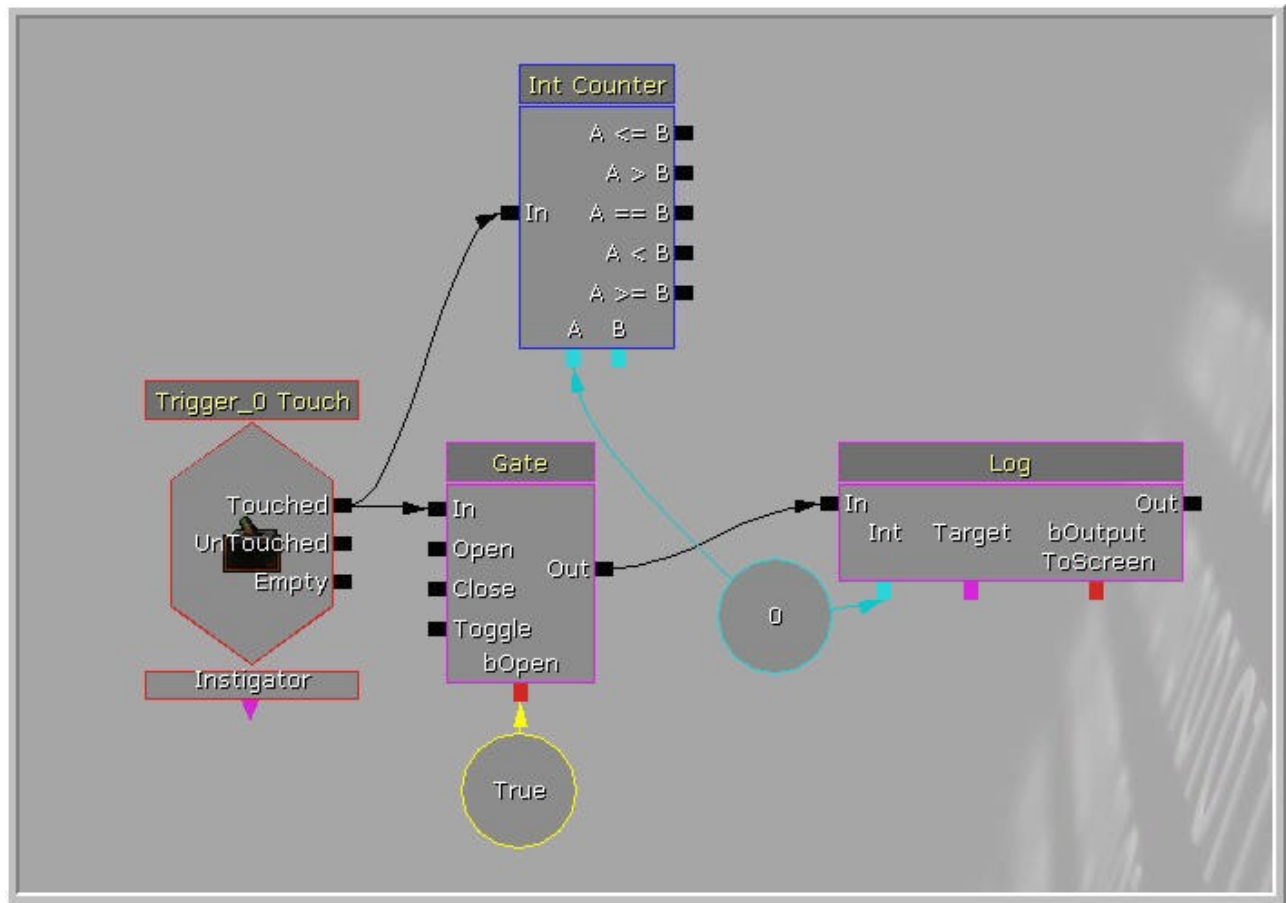 Int Counter
A <= B
A > B
In A == B
A < B
A >= B
A B
Trigger_0 Touch
Touched
UnTouched
Empty
Instigator
Gate
In
Open
Out
Close
Toggle
bOpen
True
0
Log
In Out
Int Target bOutput
ToScreen